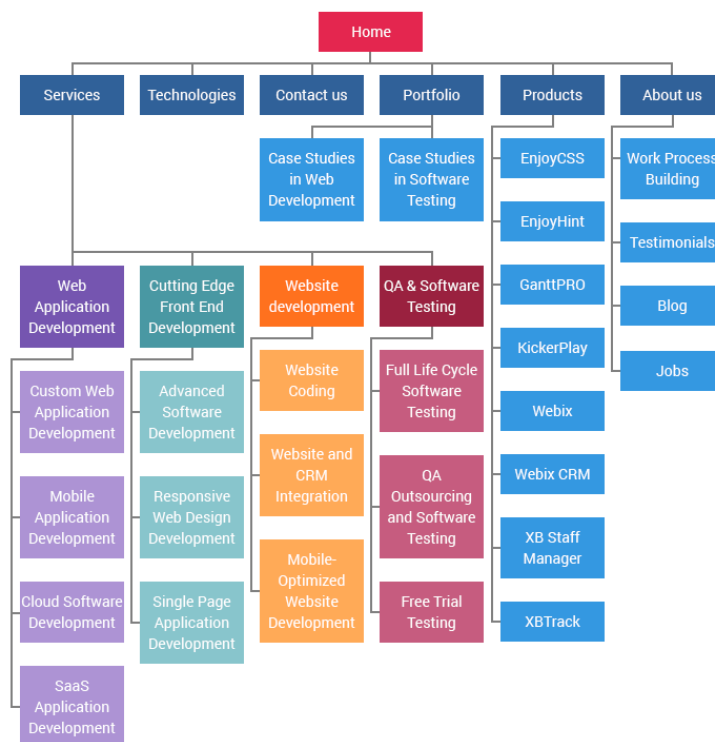 Home
Services
Technologies
Contact us
Portfolio
Products
About us
Case Studies
in Web
Development
Case Studies
in Software
Testing
EnjoyCSS
EnjoyHint
GanttPRO
KickerPlay
Webix
Webix CRM
XB Staff
Manager
XBTrack
Work Process
Building
Testimonials
Blog
Jobs
Web
Application
Development
Custom Web
Application
Development
Mobile
Application
Development
Cloud Software
Development
SaaS
Application
Development
Cutting Edge
Front End
Development
Advanced
Software
Development
Responsive
Web Design
Development
Single Page
Application
Development
Website
development
Website
Coding
Website and
CRM
Integration
Mobile-
Optimized
Website
Development
QA & Software
Testing
Full Life Cycle
Software
Testing
QA
Outsourcing
and Software
Testing
Free Trial
Testing